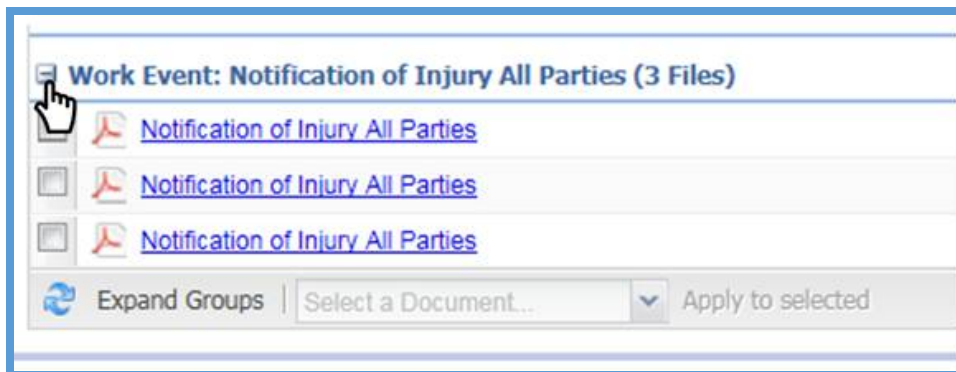 Work Event: Notification of Injury All Parties (3 Files)
Notification of Injury All Parties
Notification of Injury All Parties
Notification of Injury All Parties
Expand Groups | Select a Document... Apply to selected